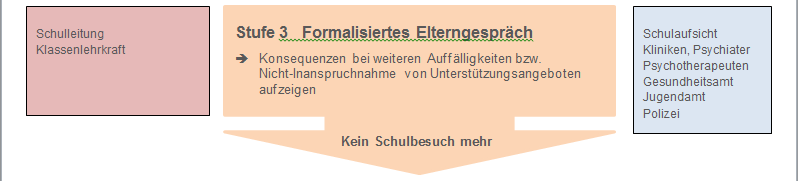 Schulleitung
Klassenlehrkraft
Stufe 3 Formalisiertes Elterngespräch
➔ Konsequenzen bei weiteren Auffälligkeiten bzw.
Nicht-Inanspruchnahme von Unterstützungsangeboten
aufzeigen
Kein Schulbesuch mehr
Schulaufsicht
Kliniken, Psychiater
Psychotherapeuten
Gesundheitsamt
Jugendamt
Polizei